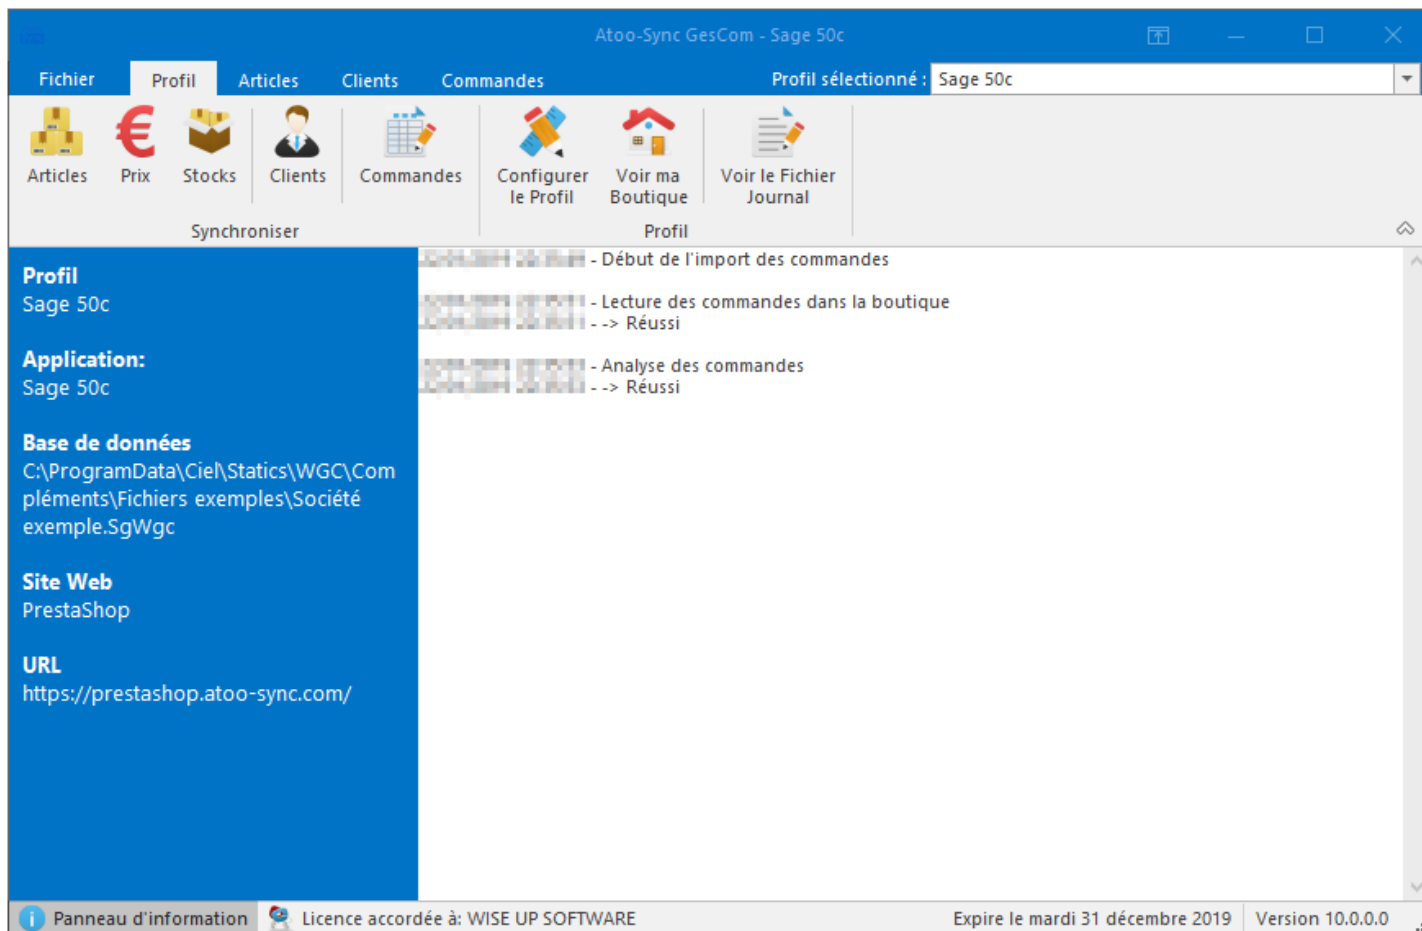 Atoo-Sync GesCom - Sage 50c
Fichier Profil Articles Clients Commandes Profil sélectionné : Sage 50c
Articles Prix Stocks Clients Commandes Configurer le Profil Voir ma Boutique Voir le Fichier Journal
Synchroniser Profil
Profil
Sage 50c
Application:
Sage 50c
Base de données
C:\ProgramData\Ciel\Statics\WGC\Com
pléments\Fichiers exemples\Société
exemple.SgWgc
Site Web
PrestaShop
URL
https://prestashop.atoo-sync.com/
- Début de l'import des commandes
- Lecture des commandes dans la boutique
- --> Réussi
- Analyse des commandes
- --> Réussi
Panneau d'information Licence accordée à: WISE UP SOFTWARE Expire le mardi 31 décembre 2019 Version 10.0.0.0